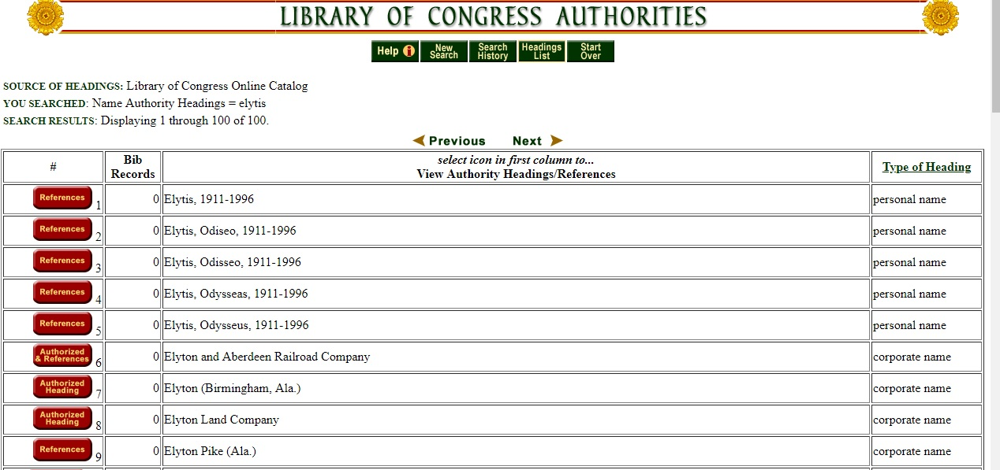 LIBRARY OF CONGRESS AUTHORITIES
Help i New Search Search History Headings List Start Over
SOURCE OF HEADINGS: Library of Congress Online Catalog
YOU SEARCHED: Name Authority Headings = elytis
SEARCH RESULTS: Displaying 1 through 100 of 100.
Previous Next
# Bib Records select icon in first column to... View Authority Headings/References Type of Heading
References 1 0 Elytis, 1911-1996 personal name
References 2 0 Elytis, Odiseo, 1911-1996 personal name
References 3 0 Elytis, Odisseo, 1911-1996 personal name
References 4 0 Elytis, Odysseas, 1911-1996 personal name
References 5 0 Elytis, Odysseus, 1911-1996 personal name
Authorized & References 6 0 Elyton and Aberdeen Railroad Company corporate name
Authorized Heading 7 0 Elyton (Birmingham, Ala.) corporate name
Authorized Heading 8 0 Elyton Land Company corporate name
References 9 0 Elyton Pike (Ala.) corporate name